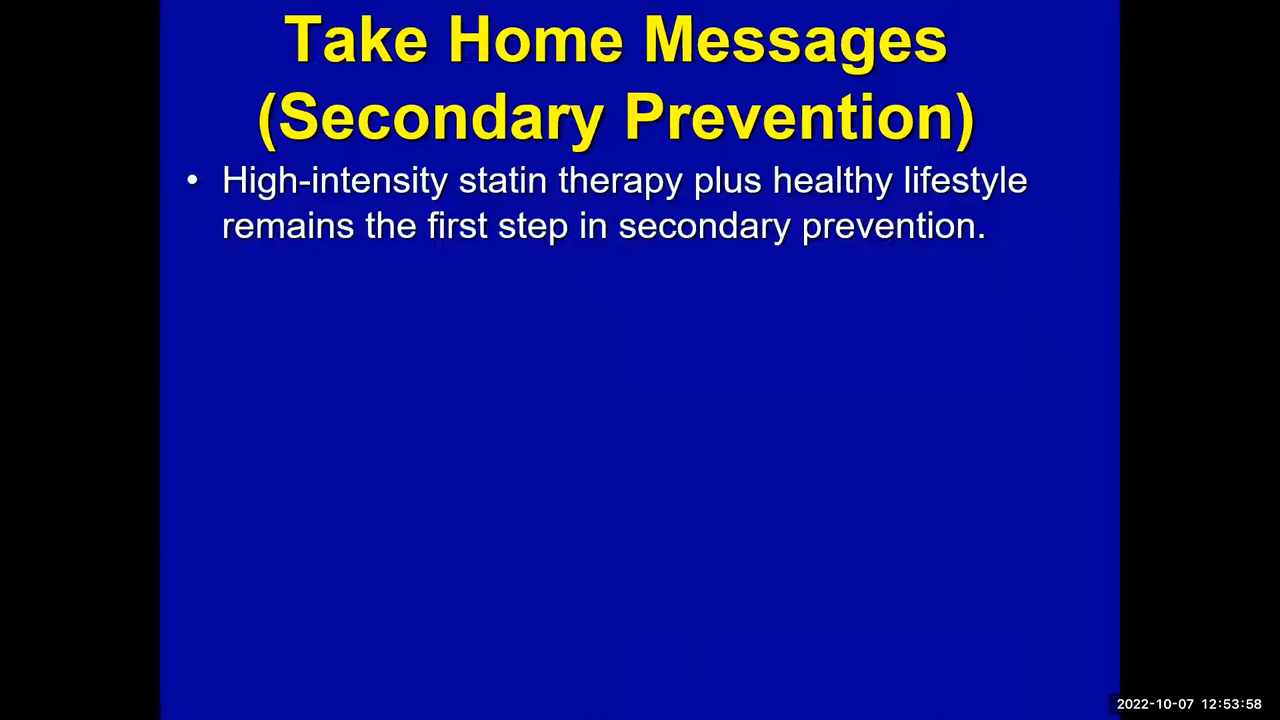 Take Home Messages
(Secondary Prevention)
• High-intensity statin therapy plus healthy lifestyle
remains the first step in secondary prevention.
2022-10-07 12:53:58